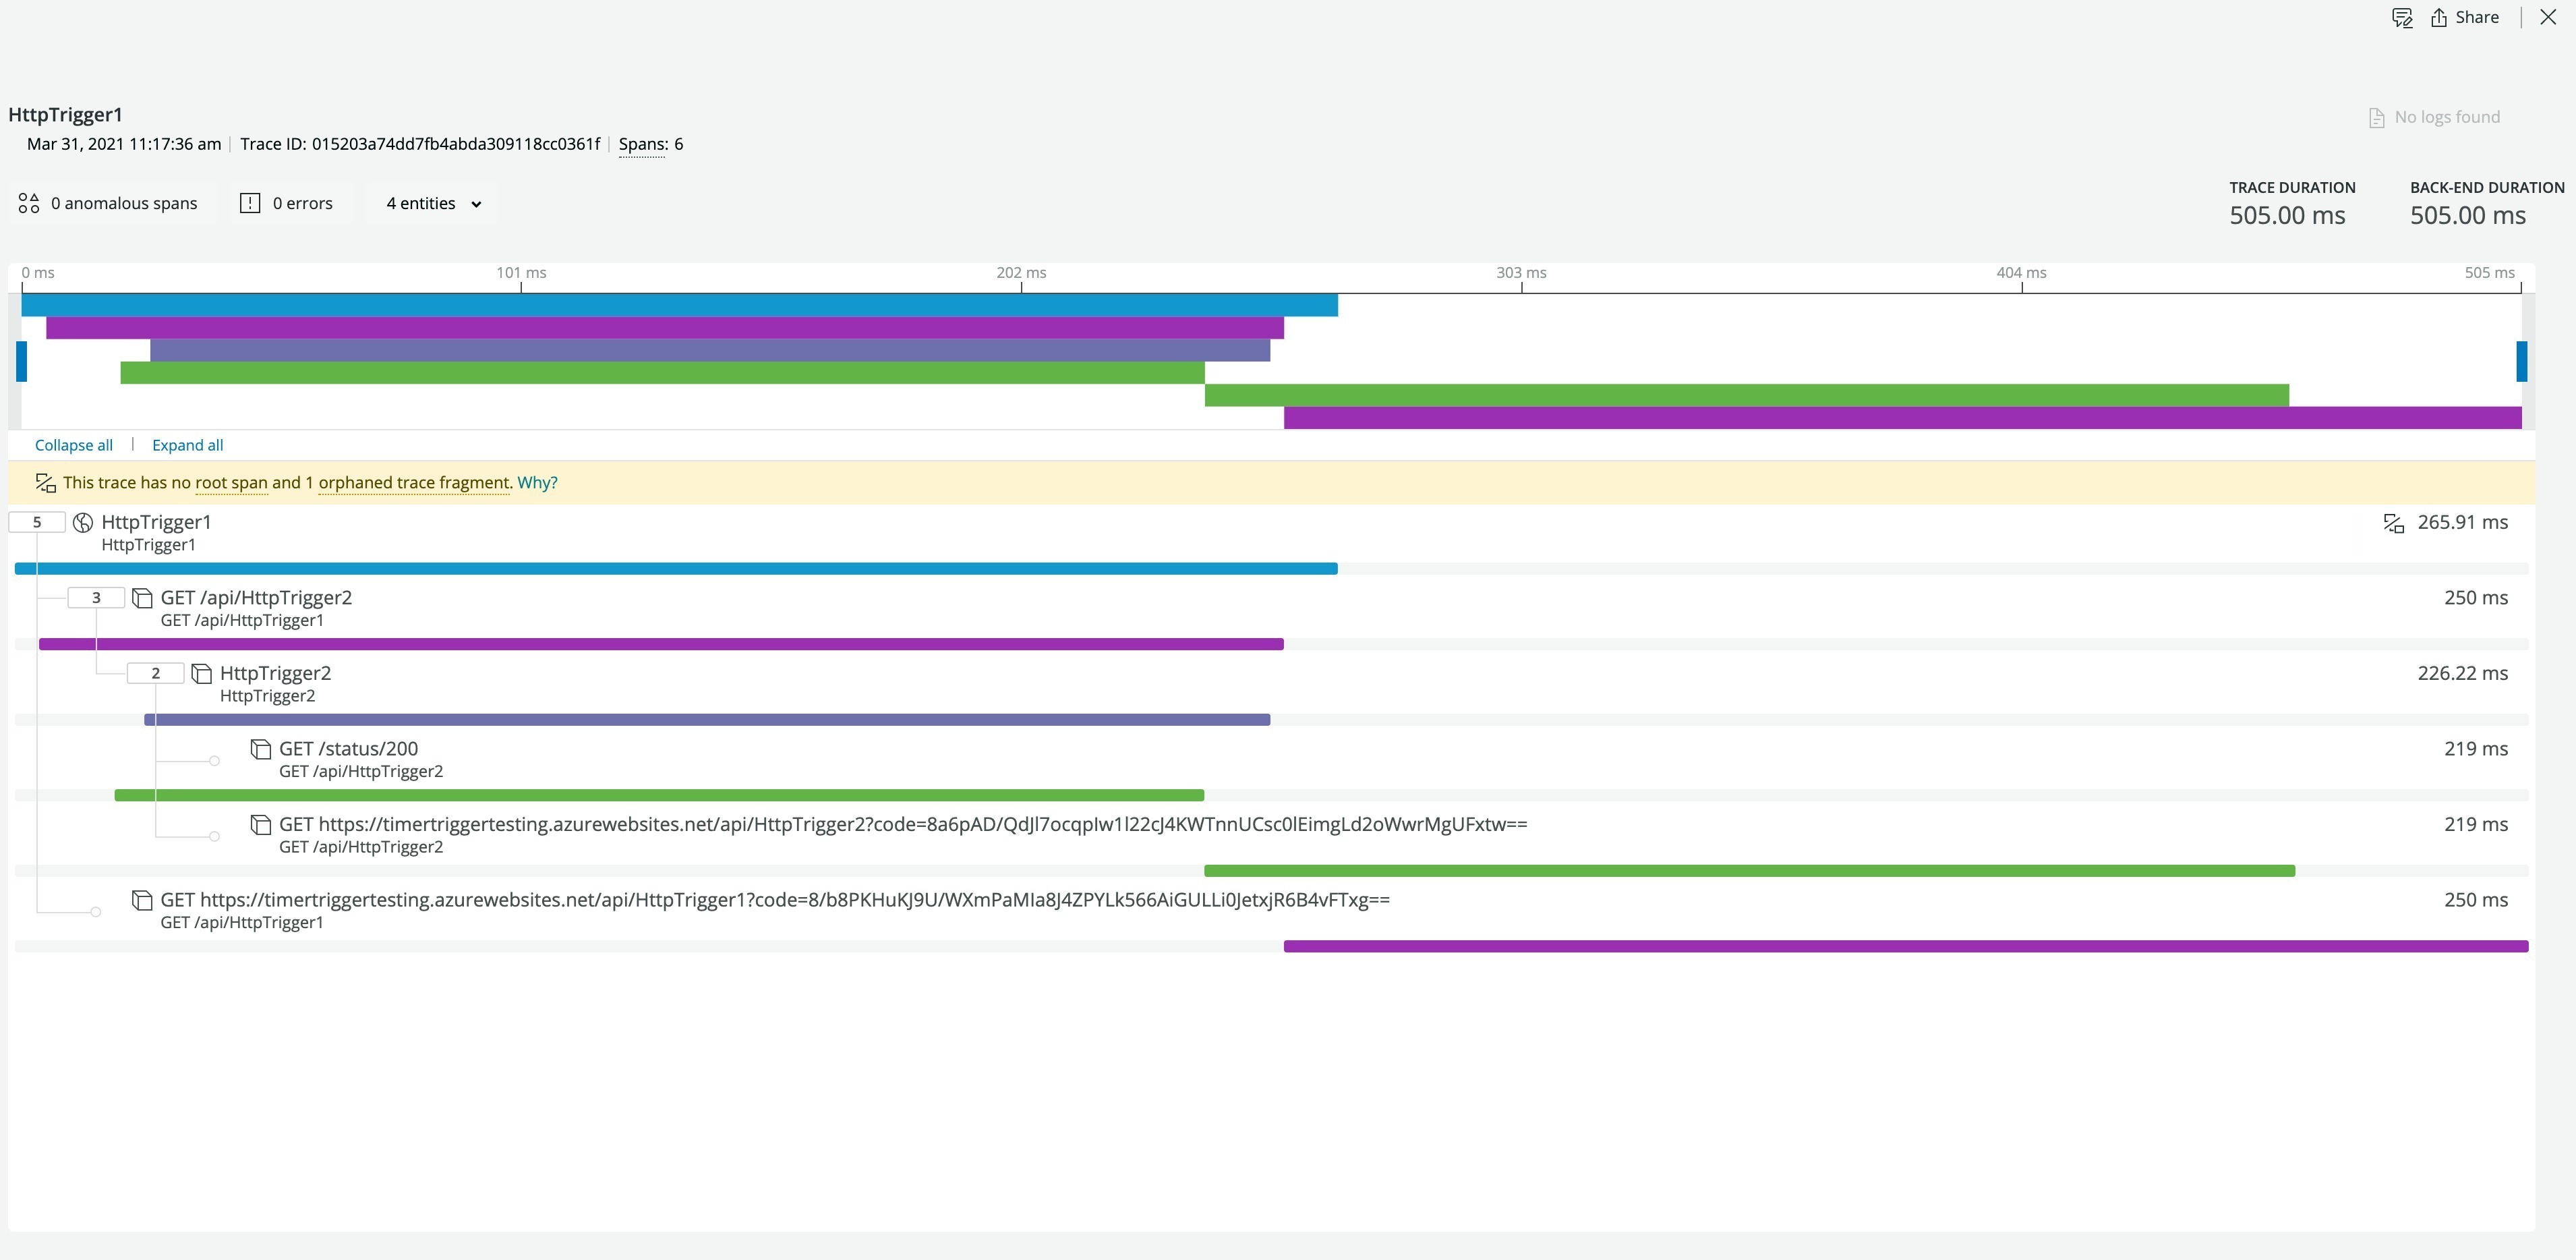 Share
HttpTrigger1
No logs found
Mar 31, 2021 11:17:36 am Trace ID: 015203a74dd7fb4abda309118cc0361f Spans: 6
TRACE DURATION BACK-END DURATION
0 anomalous spans 0 errors 4 entities
505.00 ms 505.00 ms
0 ms 101 ms 202 ms 303 ms 404 ms 505 ms
Collapse all | Expand all
This trace has no root span and 1 orphaned trace fragment. Why?
5 HttpTrigger1 265.91 ms
HttpTrigger1
3 GET /api/HttpTrigger2 250 ms
GET /api/HttpTrigger1
2 HttpTrigger2 226.22 ms
HttpTrigger2
GET /status/200 219 ms
GET /api/HttpTrigger2
GET https://timertriggertesting.azurewebsites.net/api/HttpTrigger2?code=8a6pAD/QdJl7ocqpIw1l22cJ4KWTnnUCsc0lEimgLd2oWwrMgUFxtw== 219 ms
GET /api/HttpTrigger2
GET https://timertriggertesting.azurewebsites.net/api/HttpTrigger1?code=8/b8PKHuKJ9U/WXmPaMIa8J4ZPYLk566AiGULLi0JetxjR6B4vFTxg== 250 ms
GET /api/HttpTrigger1